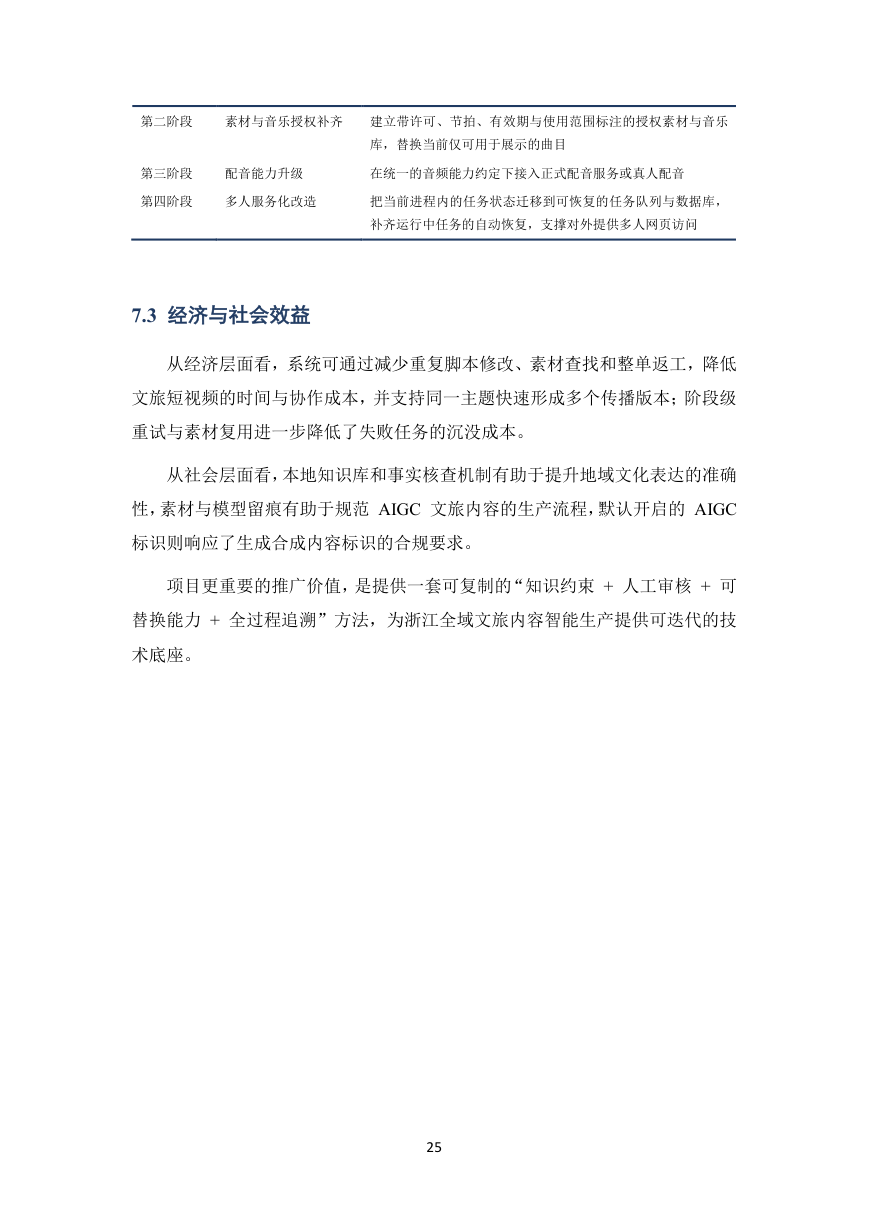 第二阶段 素材与音乐授权补齐 建立带许可、节拍、有效期与使用范围标注的授权素材与音乐
库，替换当前仅可用于展示的曲目
第三阶段 配音能力升级 在统一的音频能力约定下接入正式配音服务或真人配音
第四阶段 多人服务化改造 把当前进程内的任务状态迁移到可恢复的任务队列与数据库，
补齐运行中任务的自动恢复，支撑对外提供多人网页访问
7.3 经济与社会效益
从经济层面看，系统可通过减少重复脚本修改、素材查找和整单返工，降低
文旅短视频的时间与协作成本，并支持同一主题快速形成多个传播版本；阶段级
重试与素材复用进一步降低了失败任务的沉没成本。
从社会层面看，本地知识库和事实核查机制有助于提升地域文化表达的准确
性，素材与模型留痕有助于规范 AIGC 文旅内容的生产流程，默认开启的 AIGC
标识则响应了生成合成内容标识的合规要求。
项目更重要的推广价值，是提供一套可复制的“知识约束 + 人工审核 + 可
替换能力 + 全过程追溯”方法，为浙江全域文旅内容智能生产提供可迭代的技
术底座。
25